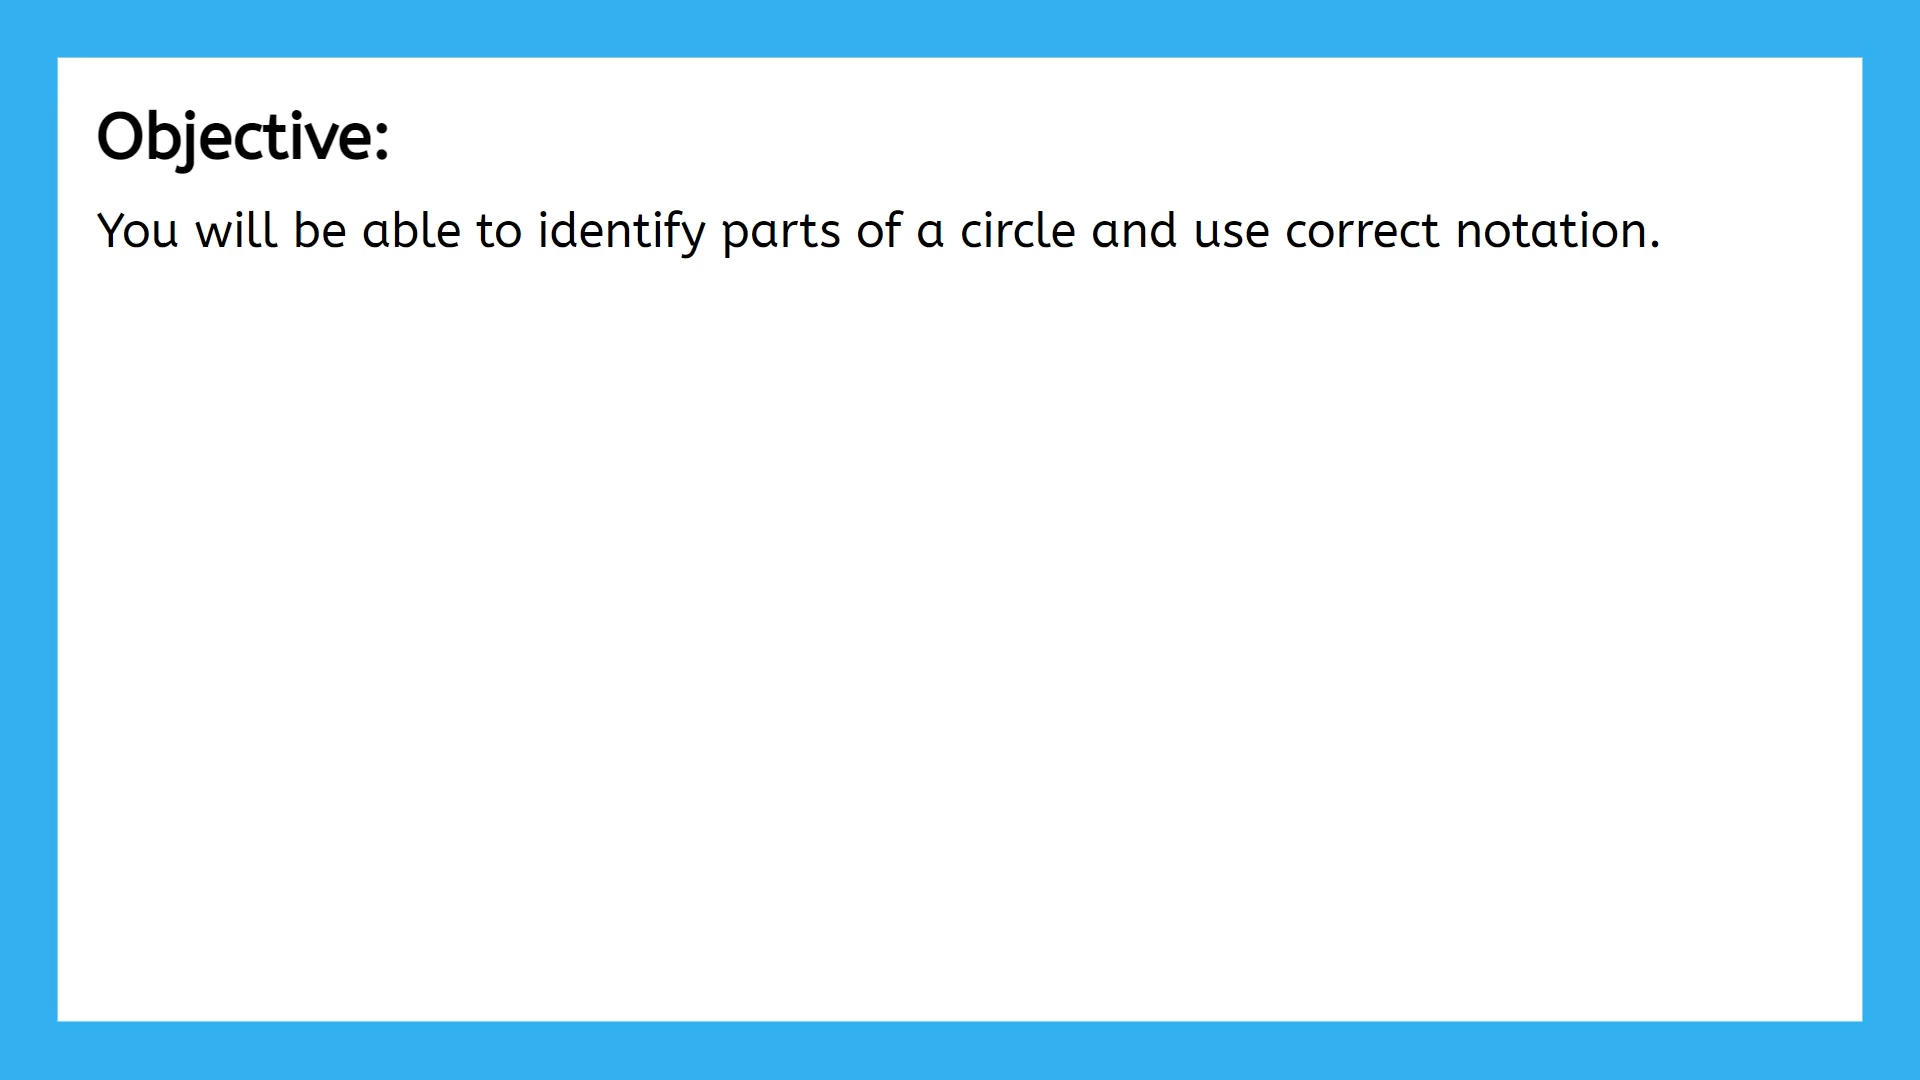 Objective:
You will be able to identify parts of a circle and use correct notation.